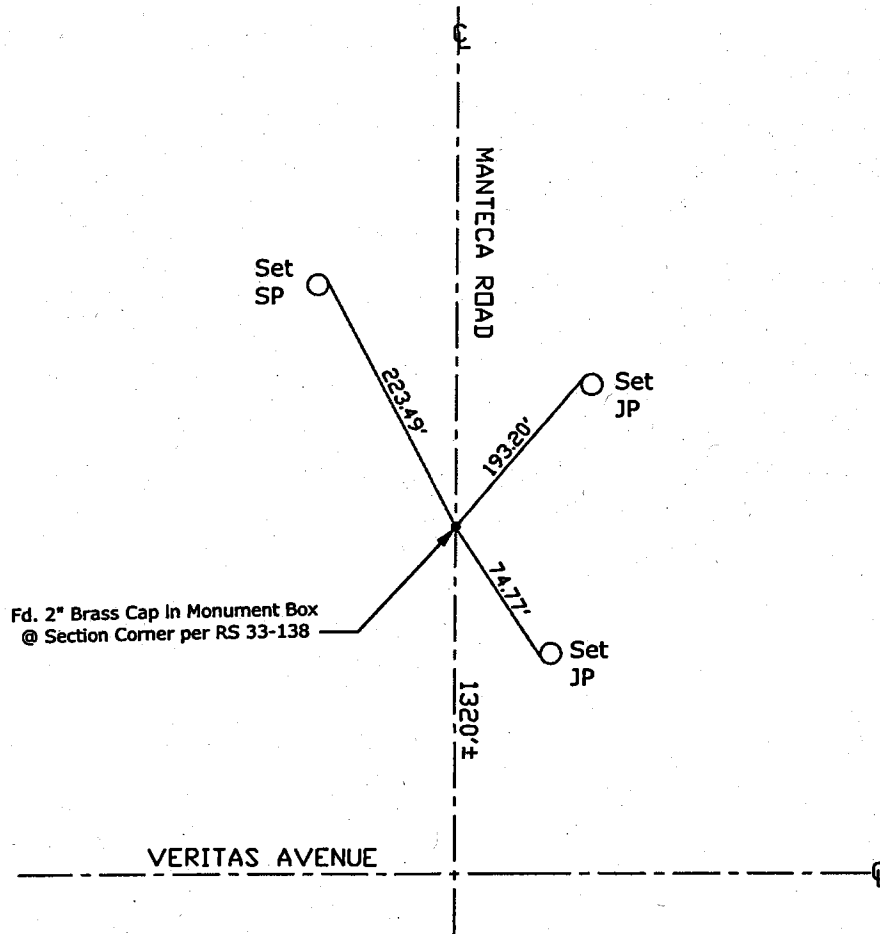 ℄
MANTECA ROAD
Set
SP
223.49'
Set
JP
193.20'
74.77'
Fd. 2" Brass Cap in Monument Box
@ Section Corner per RS 33-138
Set
JP
1320'±
VERITAS AVENUE
℄